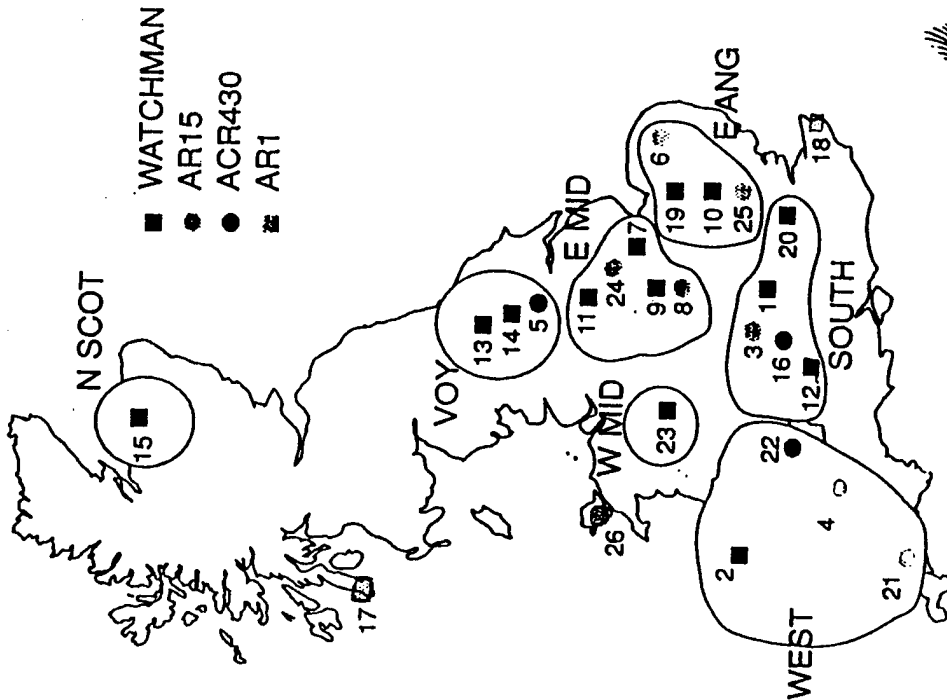 WATCHMAN
AR15
ACR430
AR1
N SCOT
15
17
VOY
13
14
5
E MID
11
24
7
9
8
W MID
23
26
E ANG
6
19
10
25
18
SOUTH
3
1
20
16
12
WEST
2
22
4
21